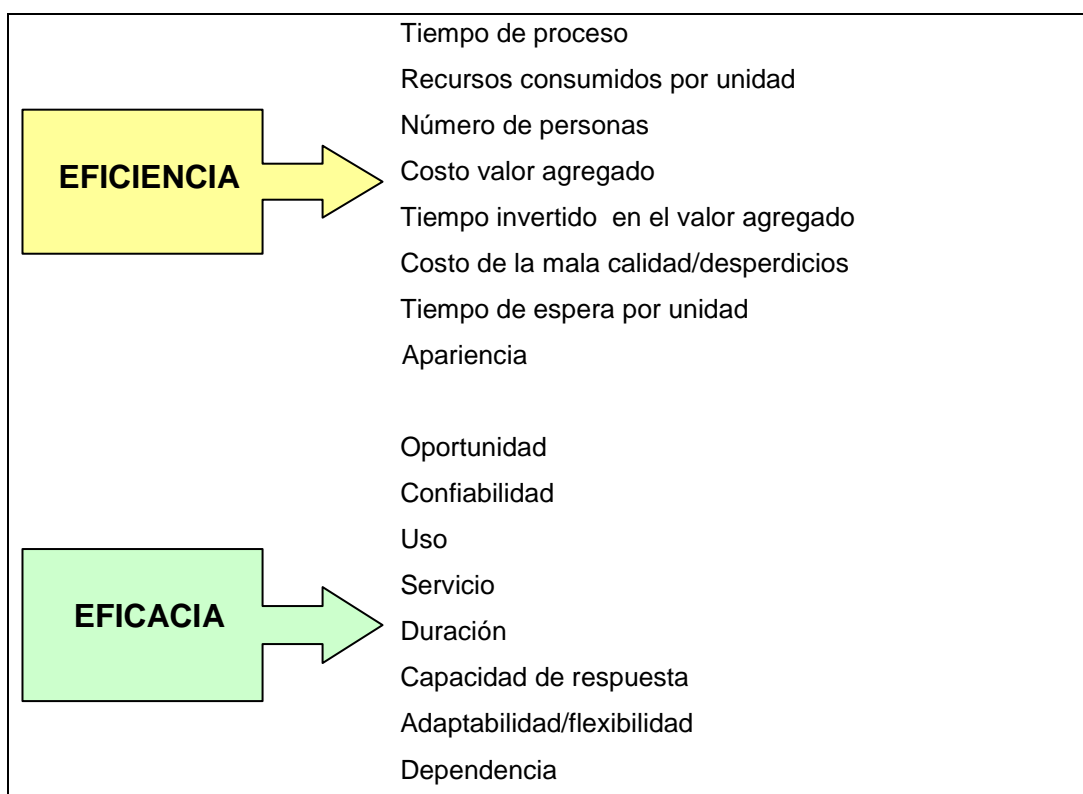 EFICIENCIA
Tiempo de proceso
Recursos consumidos por unidad
Número de personas
Costo valor agregado
Tiempo invertido  en el valor agregado
Costo de la mala calidad/desperdicios
Tiempo de espera por unidad
Apariencia
EFICACIA
Oportunidad
Confiabilidad
Uso
Servicio
Duración
Capacidad de respuesta
Adaptabilidad/flexibilidad
Dependencia